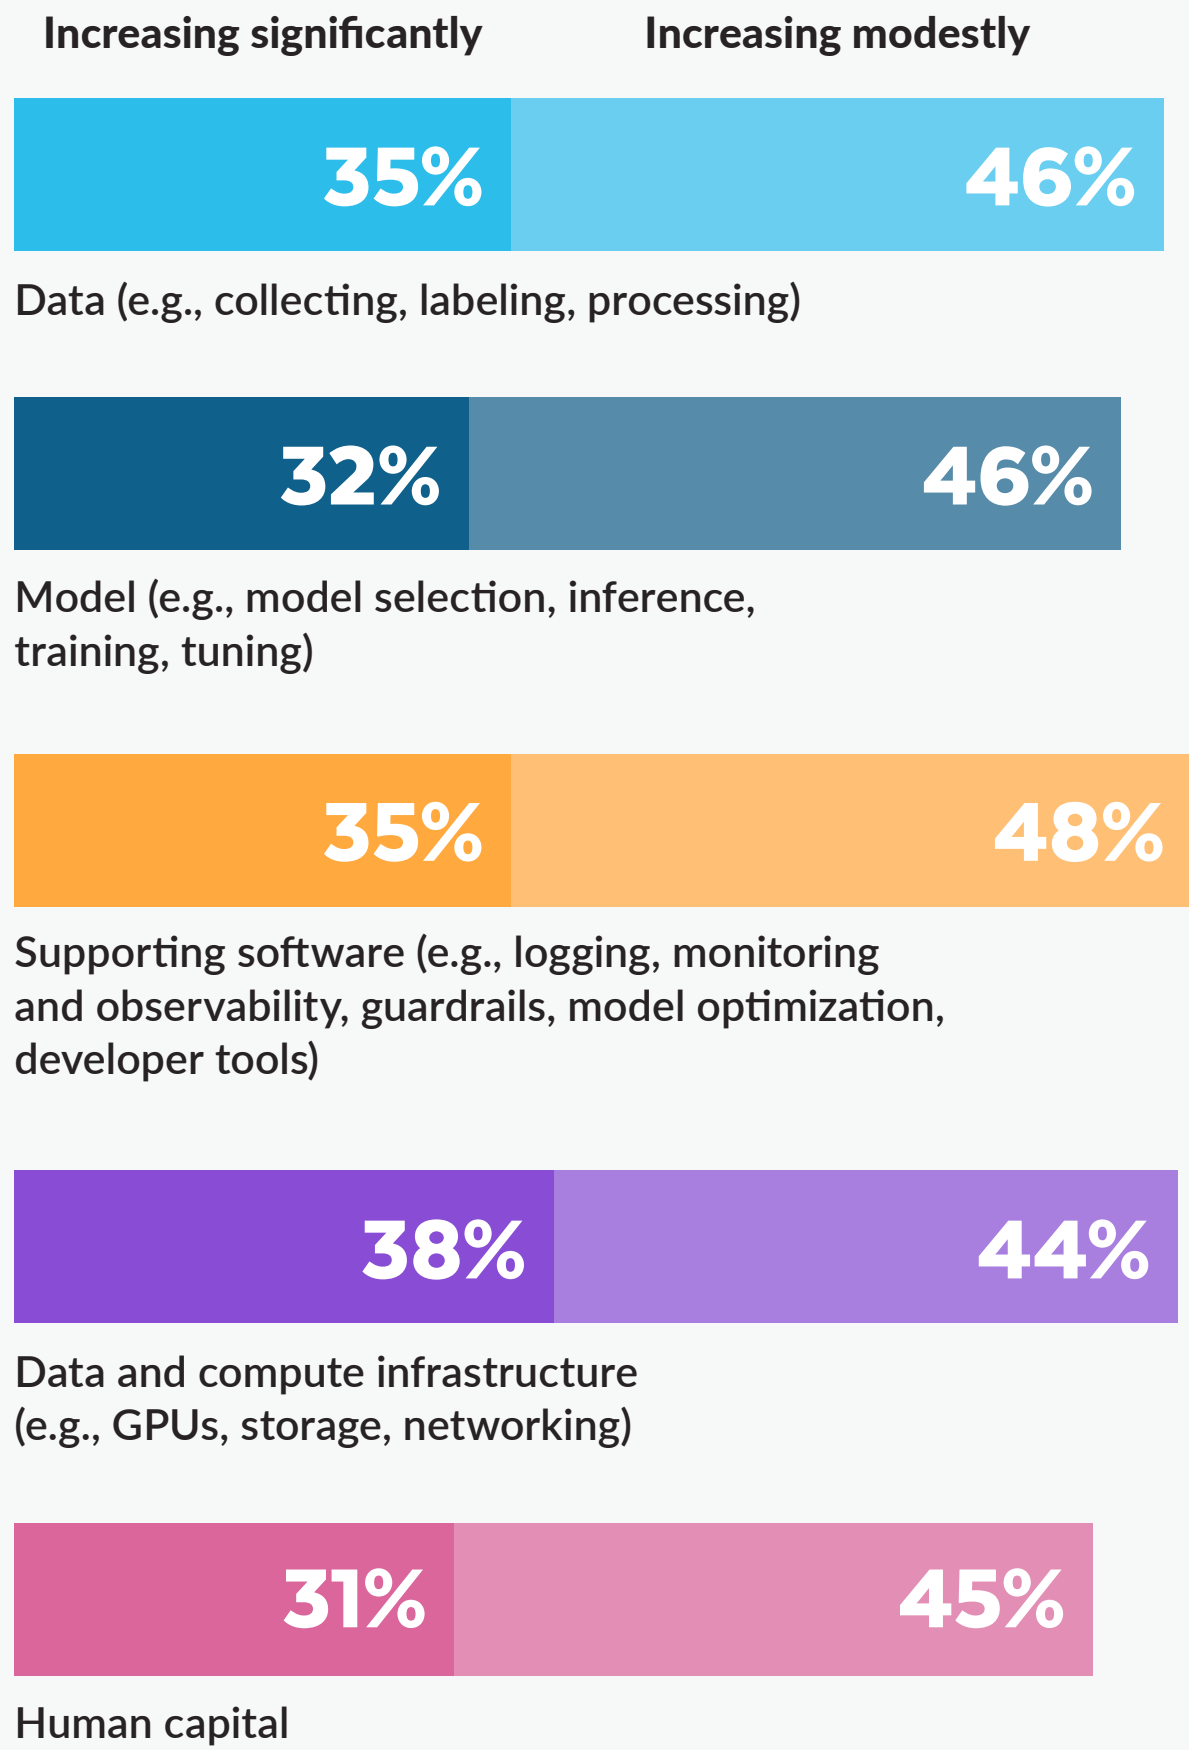 Increasing significantly Increasing modestly
35% 46%
Data (e.g., collecting, labeling, processing)
32% 46%
Model (e.g., model selection, inference,
training, tuning)
35% 48%
Supporting software (e.g., logging, monitoring
and observability, guardrails, model optimization,
developer tools)
38% 44%
Data and compute infrastructure
(e.g., GPUs, storage, networking)
31% 45%
Human capital